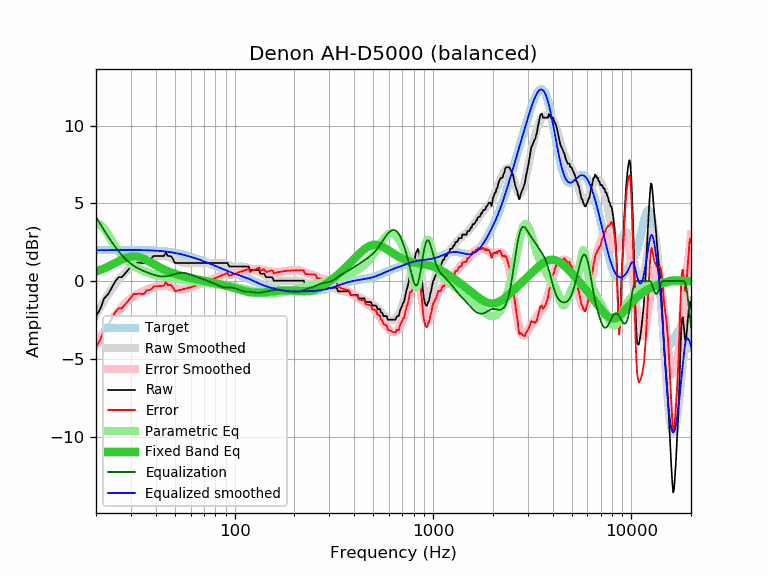 Denon AH-D5000 (balanced)
Amplitude (dBr)
10
5
0
−5
−10
Target
Raw Smoothed
Error Smoothed
Raw
Error
Parametric Eq
Fixed Band Eq
Equalization
Equalized smoothed
100
1000
10000
Frequency (Hz)